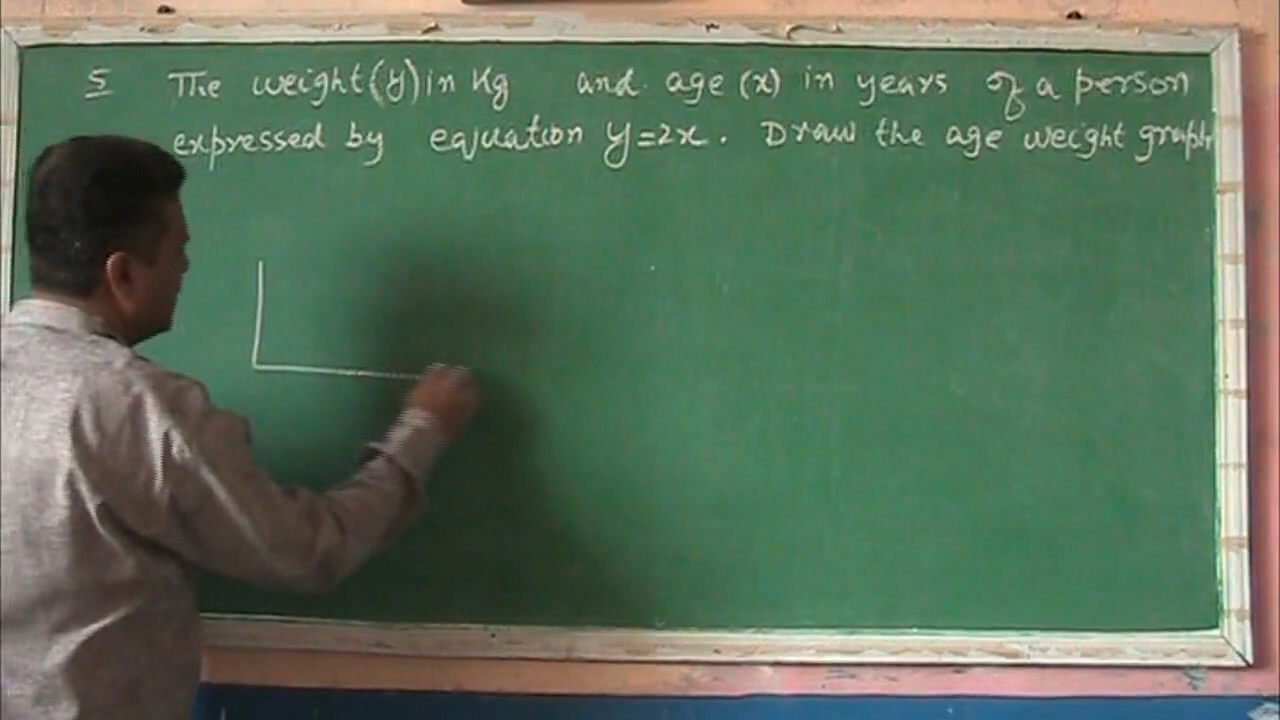 5 The weight(y) in Kg and age (x) in years of a person
expressed by equation y=2x. Draw the age weight graph